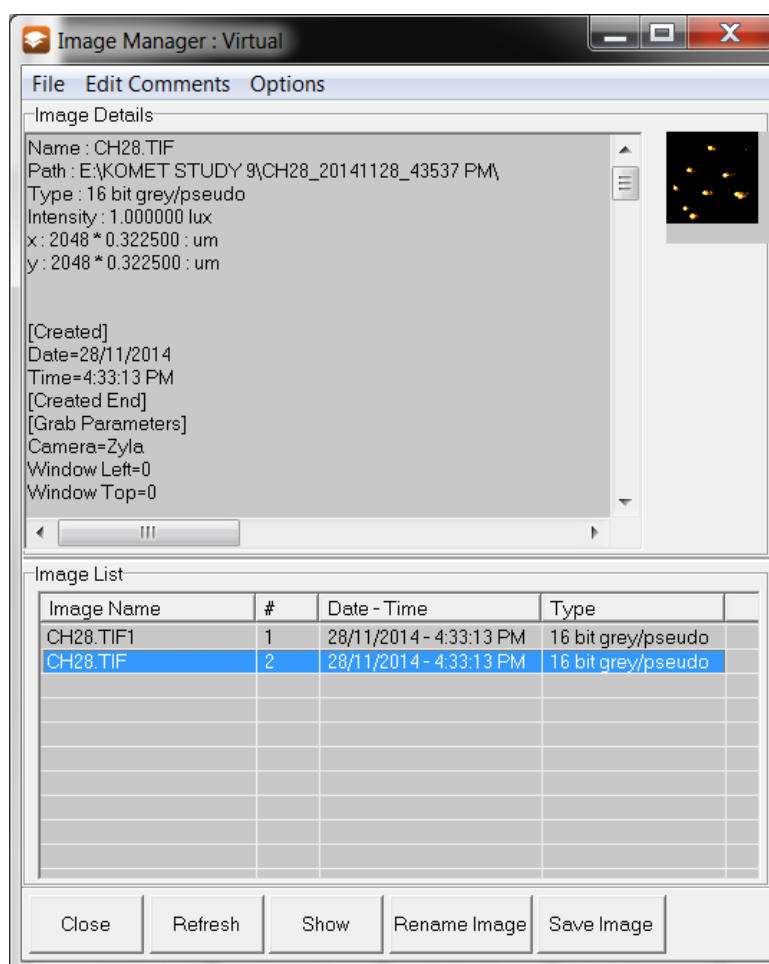 Image Manager : Virtual
File Edit Comments Options
Image Details
Name : CH28.TIF
Path : E:\KOMET STUDY 9\CH28_20141128_43537 PM\
Type : 16 bit grey/pseudo
Intensity : 1.000000 lux
x : 2048 * 0.322500 : um
y : 2048 * 0.322500 : um
[Created]
Date=28/11/2014
Time=4:33:13 PM
[Created End]
[Grab Parameters]
Camera=Zyla
Window Left=0
Window Top=0
Image List
Image Name # Date - Time Type
CH28.TIF1 1 28/11/2014 - 4:33:13 PM 16 bit grey/pseudo
CH28.TIF 2 28/11/2014 - 4:33:13 PM 16 bit grey/pseudo
Close Refresh Show Rename Image Save Image